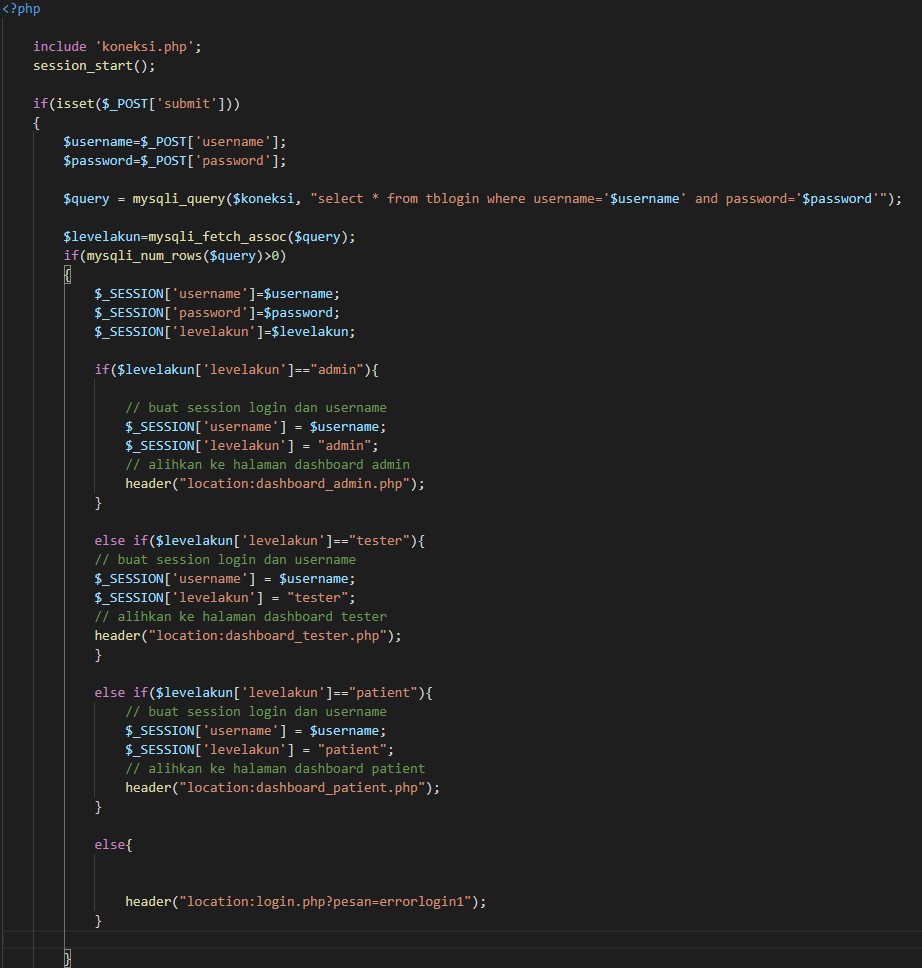 <?php
include 'koneksi.php';
session_start();
if(isset($_POST['submit']))
{
$username=$_POST['username'];
$password=$_POST['password'];
$query = mysqli_query($koneksi, "select * from tblogin where username='$username' and password='$password'");
$levelakun=mysqli_fetch_assoc($query);
if(mysqli_num_rows($query)>0)
{
$_SESSION['username']=$username;
$_SESSION['password']=$password;
$_SESSION['levelakun']=$levelakun;
if($levelakun['levelakun']=="admin"){
// buat session login dan username
$_SESSION['username'] = $username;
$_SESSION['levelakun'] = "admin";
// alihkan ke halaman dashboard admin
header("location:dashboard_admin.php");
}
else if($levelakun['levelakun']=="tester"){
// buat session login dan username
$_SESSION['username'] = $username;
$_SESSION['levelakun'] = "tester";
// alihkan ke halaman dashboard tester
header("location:dashboard_tester.php");
}
else if($levelakun['levelakun']=="patient"){
// buat session login dan username
$_SESSION['username'] = $username;
$_SESSION['levelakun'] = "patient";
// alihkan ke halaman dashboard patient
header("location:dashboard_patient.php");
}
else{
header("location:login.php?pesan=errorlogin1");
}
}